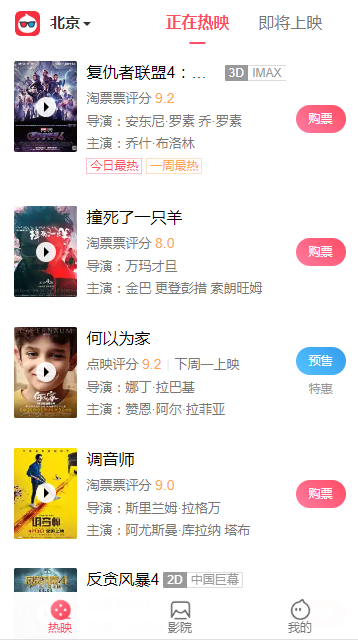 北京 正在热映 即将上映
复仇者联盟4：... 3D IMAX
淘票票评分 9.2
导演：安东尼·罗素 乔·罗素
购票
主演：乔什·布洛林
今日最热 一周最热
撞死了一只羊
淘票票评分 8.0
购票
导演：万玛才旦
主演：金巴 更登彭措 索朗旺姆
何以为家
点映评分 9.2 下周一上映
预售
导演：娜丁·拉巴基
特惠
主演：赞恩·阿尔·拉菲亚
调音师
淘票票评分 9.0
购票
导演：斯里兰姆·拉格万
主演：阿尤斯曼·库拉纳 塔布
反贪风暴4 2D 中国巨幕
热映 影院 我的